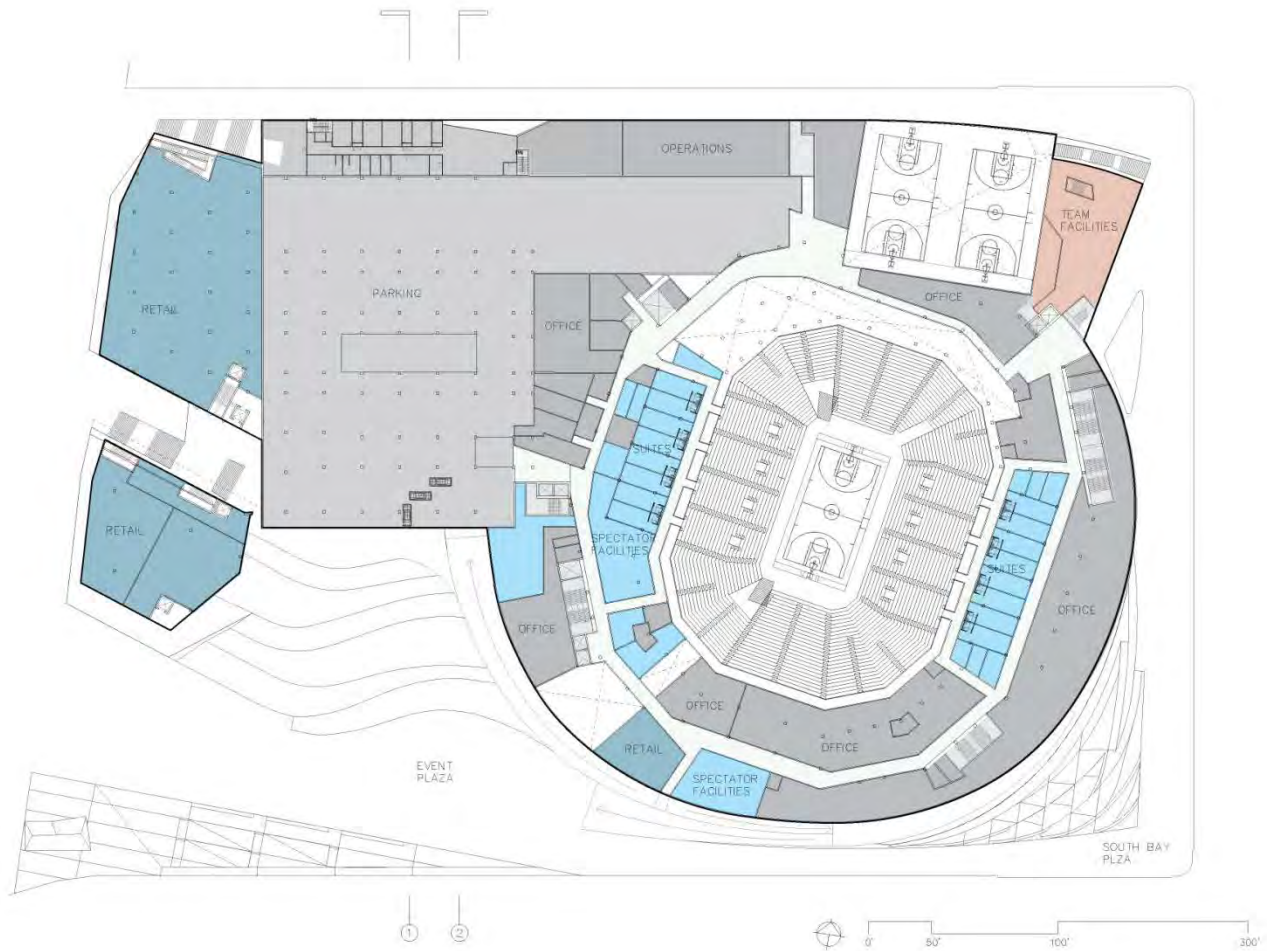 OPERATIONS
TEAM
FACILITIES
PARKING
RETAIL
OFFICE
OFFICE
SUITES
RETAIL
SPECTATOR
FACILITIES
SUITES
OFFICE
OFFICE
OFFICE
OFFICE
RETAIL
EVENT
PLAZA
SPECTATOR
FACILITIES
SOUTH BAY
PLZA
1 2
0' 50' 100' 300'